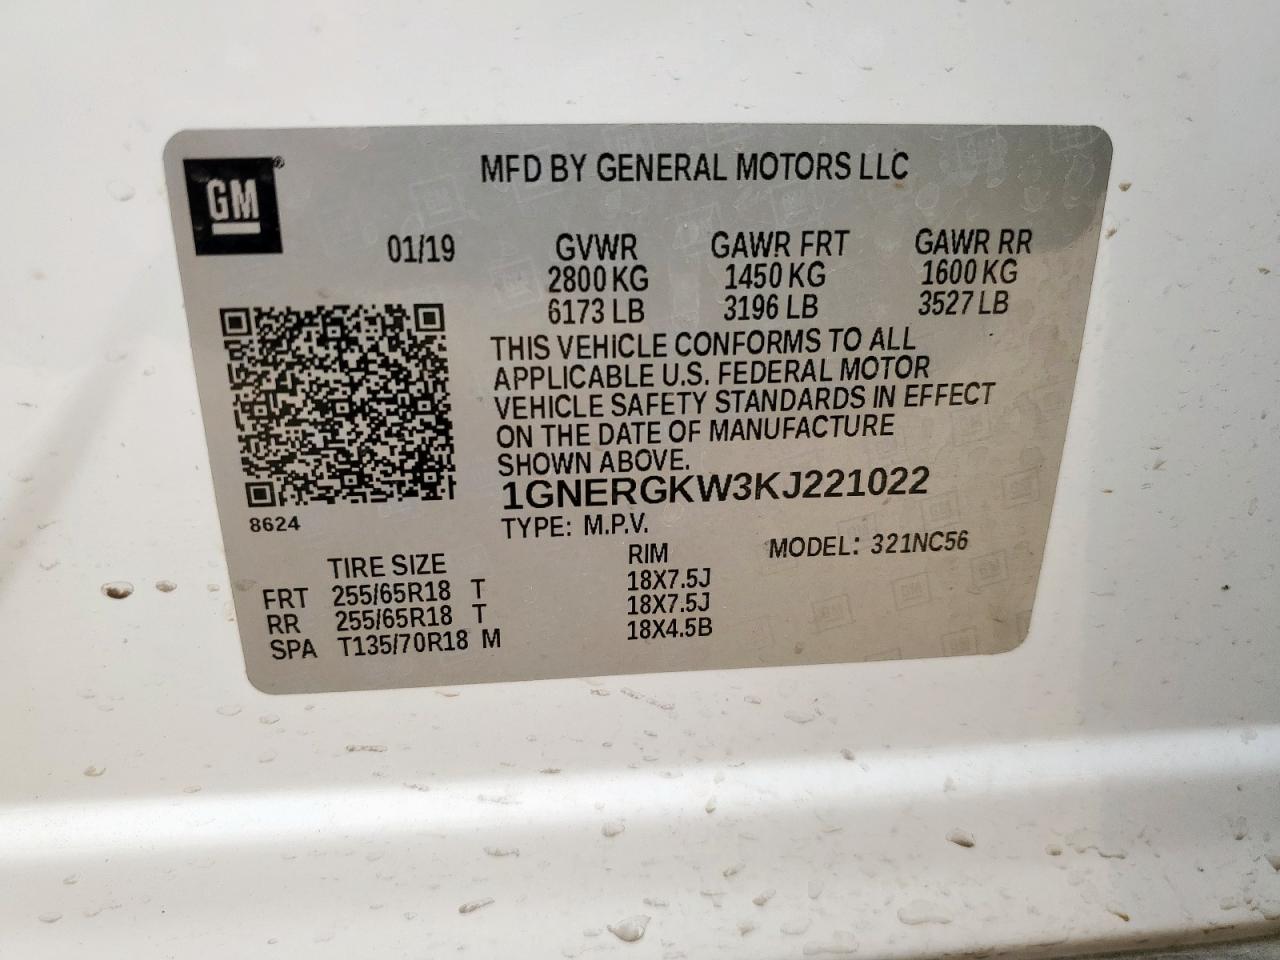 GM®
MFD BY GENERAL MOTORS LLC
01/19 GVWR GAWR FRT GAWR RR
2800 KG 1450 KG 1600 KG
6173 LB 3196 LB 3527 LB
THIS VEHICLE CONFORMS TO ALL
APPLICABLE U.S. FEDERAL MOTOR
VEHICLE SAFETY STANDARDS IN EFFECT
ON THE DATE OF MANUFACTURE
SHOWN ABOVE.
1GNERGKW3KJ221022
8624
TYPE: M.P.V.
TIRE SIZE RIM MODEL: 321NC56
FRT 255/65R18 T 18X7.5J
RR 255/65R18 T 18X7.5J
SPA T135/70R18 M 18X4.5B